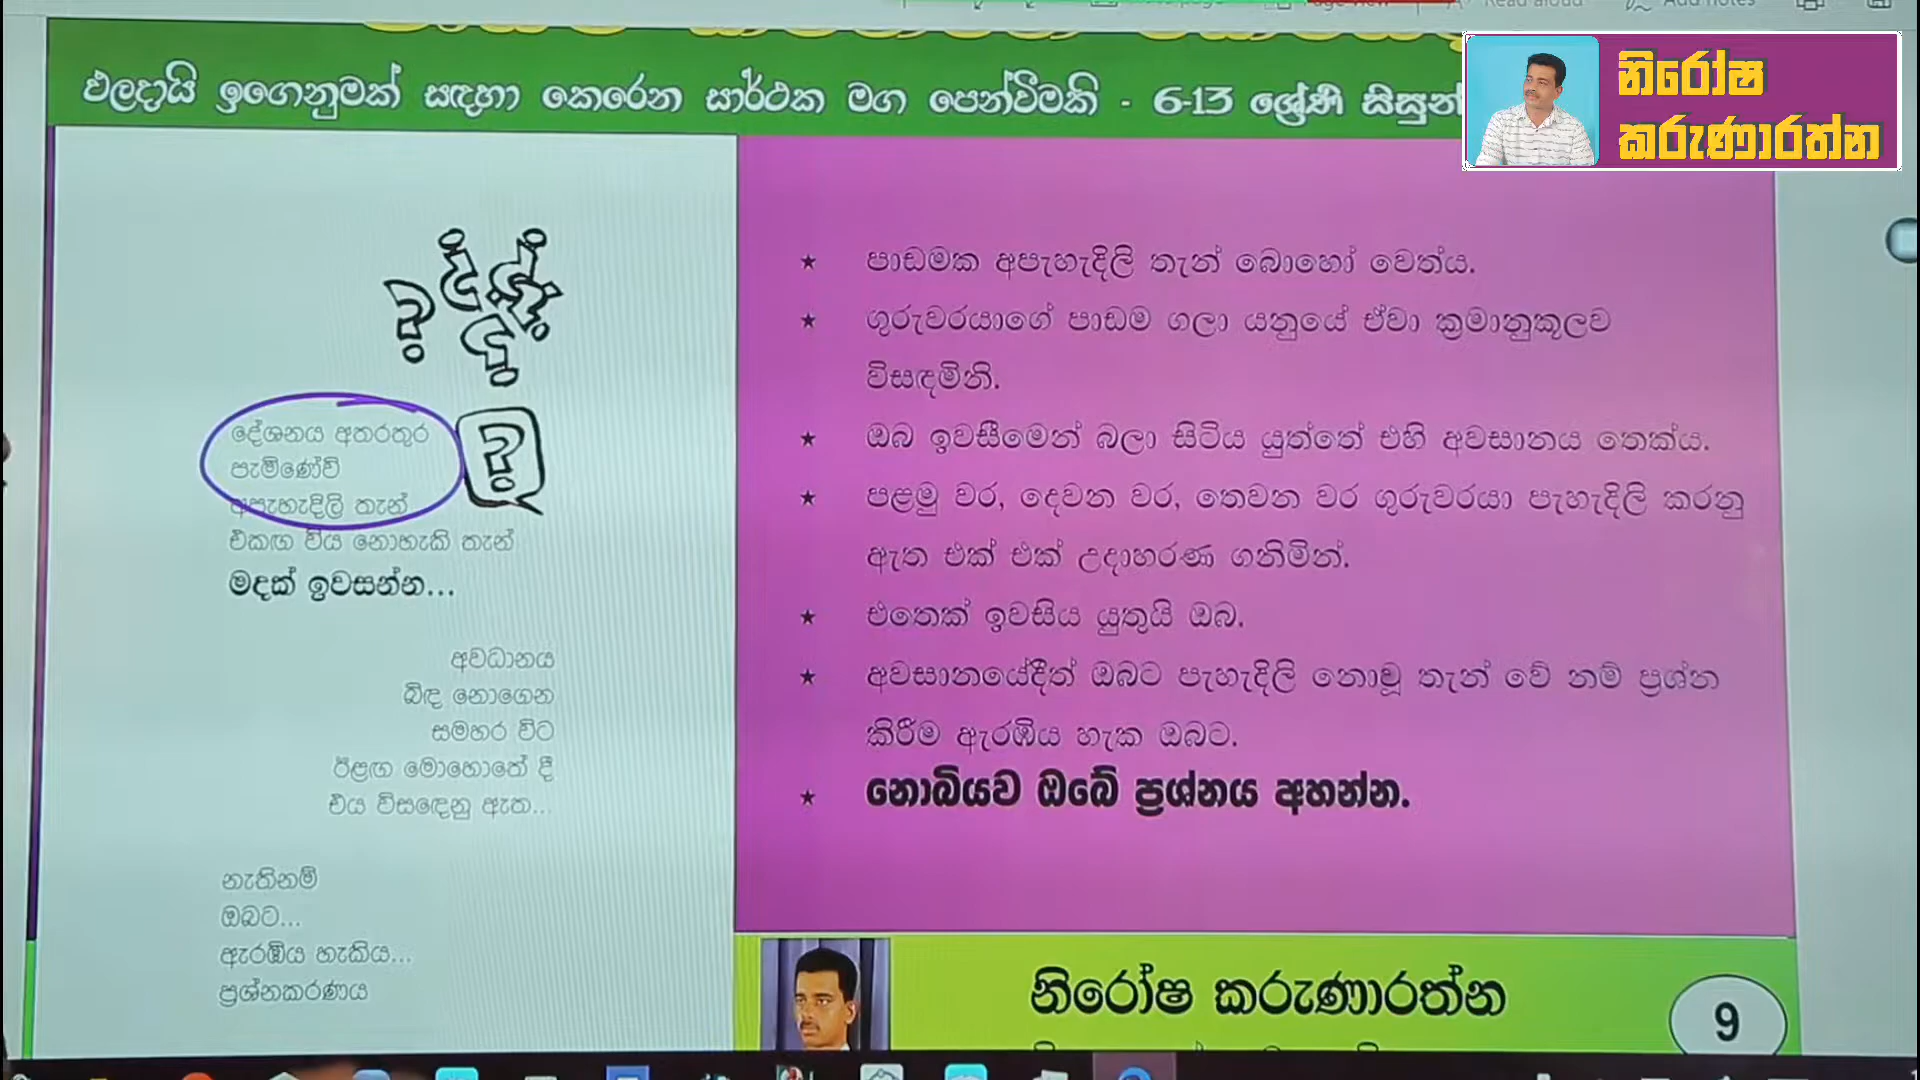 ඵලදායි ඉගෙනුමක් සඳහා කෙරෙන සාර්ථක මග පෙන්වීමකි - 6-13 ශ්‍රේණි සිසුන්
නිරෝෂ
කරුණාරත්න
දේශනය අතරතුර
පැමිණේවි
අපැහැදිලි තැන්
එකඟ විය නොහැකි තැන්
මදක් ඉවසන්න...
අවධානය
බිඳ නොගෙන
සමහර විට
ඊළඟ මොහොතේ දී
එය විසඳෙනු ඇත...
නැතිනම්
ඔබට...
ඇරඹිය හැකිය...
ප්‍රශ්නකරණය
★ පාඩමක අපැහැදිලි තැන් බොහෝ වෙත්ය.
★ ගුරුවරයාගේ පාඩම ගලා යනුයේ ඒවා ක්‍රමානුකූලව
විසඳමිනි.
★ ඔබ ඉවසීමෙන් බලා සිටිය යුත්තේ එහි අවසානය තෙක්ය.
★ පළමු වර, දෙවන වර, තෙවන වර ගුරුවරයා පැහැදිලි කරනු
ඇත එක් එක් උදාහරණ ගනිමින්.
★ එතෙක් ඉවසිය යුතුයි ඔබ.
★ අවසානයේදීත් ඔබට පැහැදිලි නොවූ තැන් වේ නම් ප්‍රශ්න
කිරීම ඇරඹිය හැක ඔබට.
★ නොබියව ඔබේ ප්‍රශ්නය අහන්න.
නිරෝෂ කරුණාරත්න
9